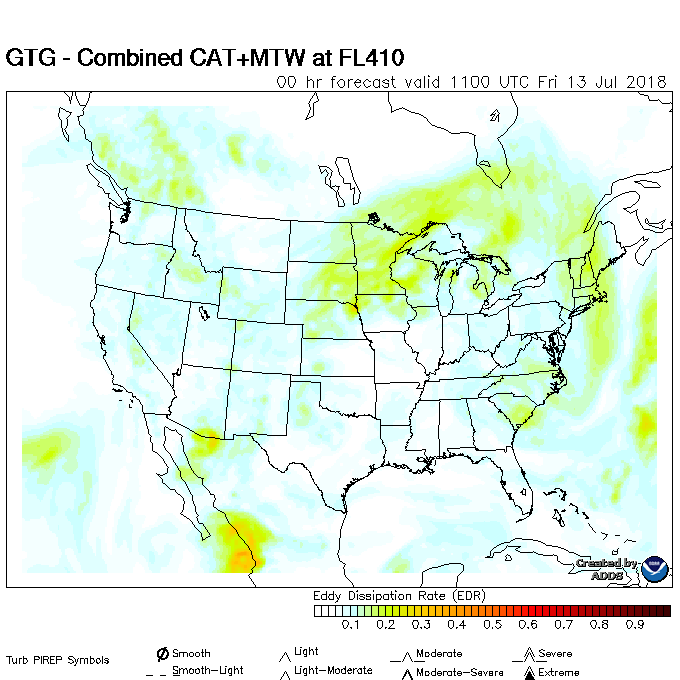 GTG - Combined CAT+MTW at FL410
00 hr forecast valid 1100 UTC Fri 13 Jul 2018
Created by
ADDS
Eddy Dissipation Rate (EDR)
0.1 0.2 0.3 0.4 0.5 0.6 0.7 0.8 0.9
Turb PIREP Symbols
Smooth Light Moderate Severe
Smooth-Light Light-Moderate Moderate-Severe Extreme